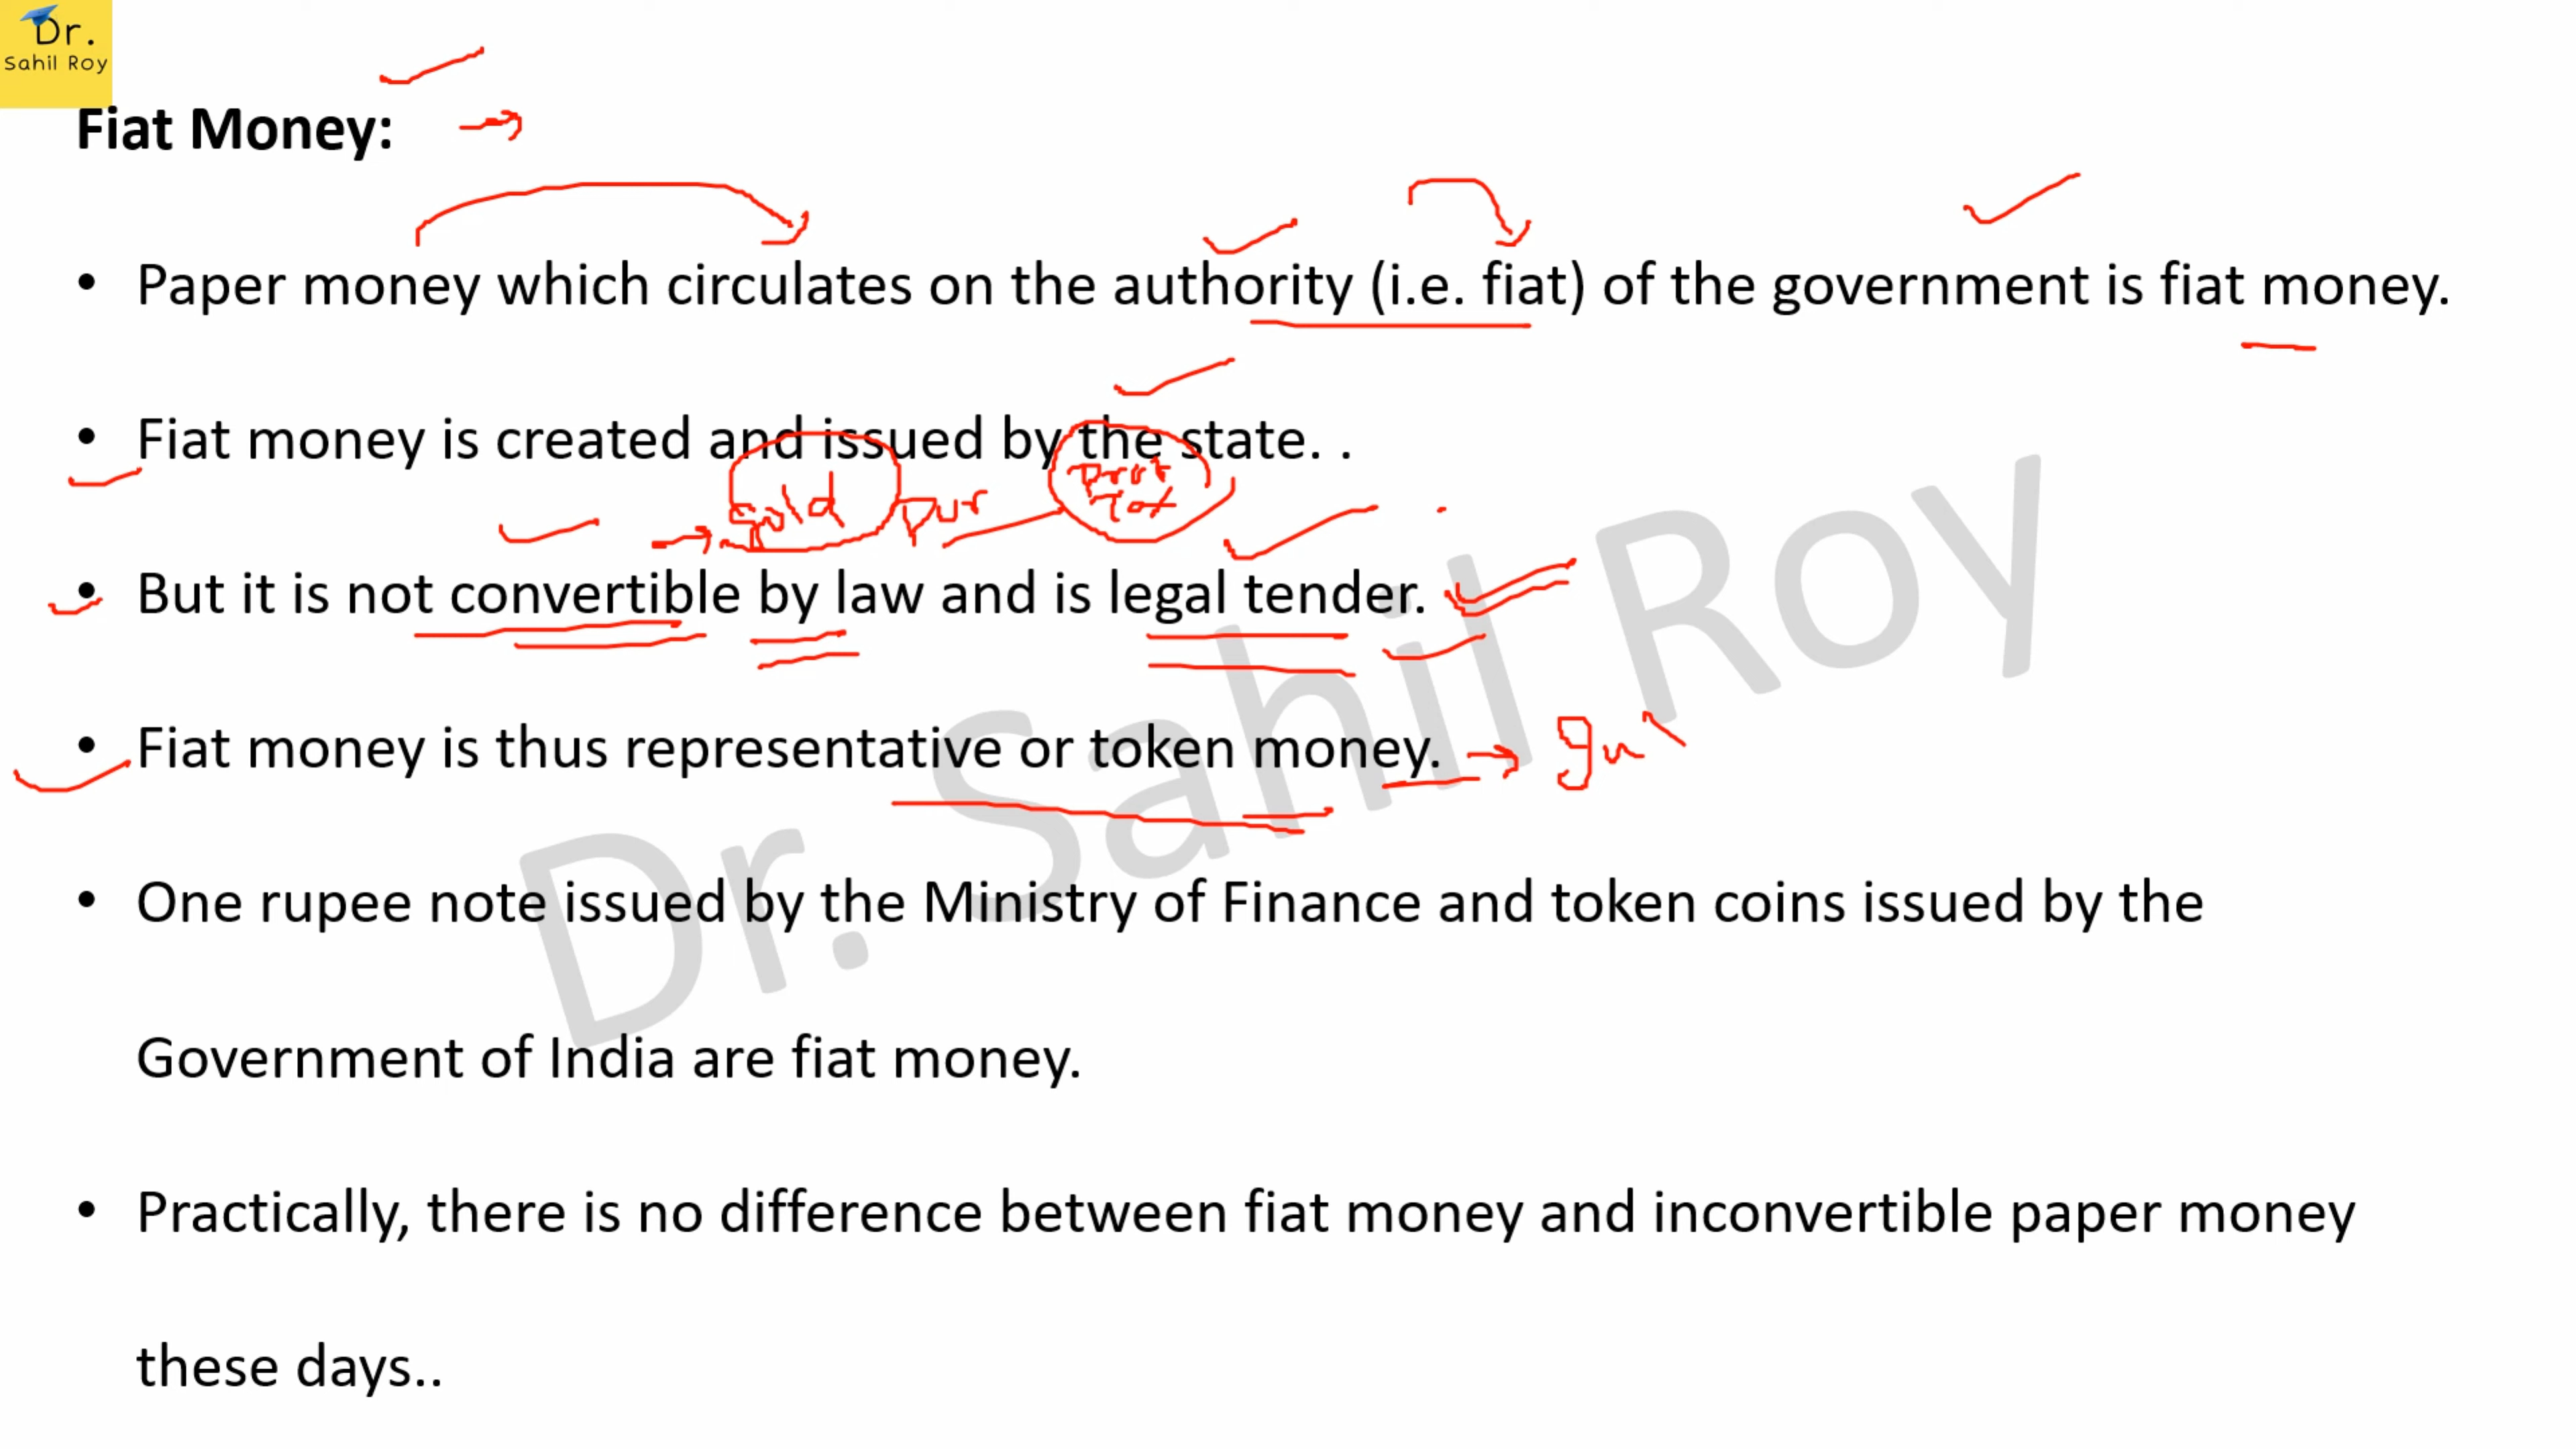 Dr.
Sahil Roy
Fiat Money:
• Paper money which circulates on the authority (i.e. fiat) of the government is fiat money.
• Fiat money is created and issued by the state. .
Gold Pur
Tax
• But it is not convertible by law and is legal tender.
• Fiat money is thus representative or token money.
• One rupee note issued by the Ministry of Finance and token coins issued by the
Government of India are fiat money.
• Practically, there is no difference between fiat money and inconvertible paper money
these days..
Dr. Sahil Roy